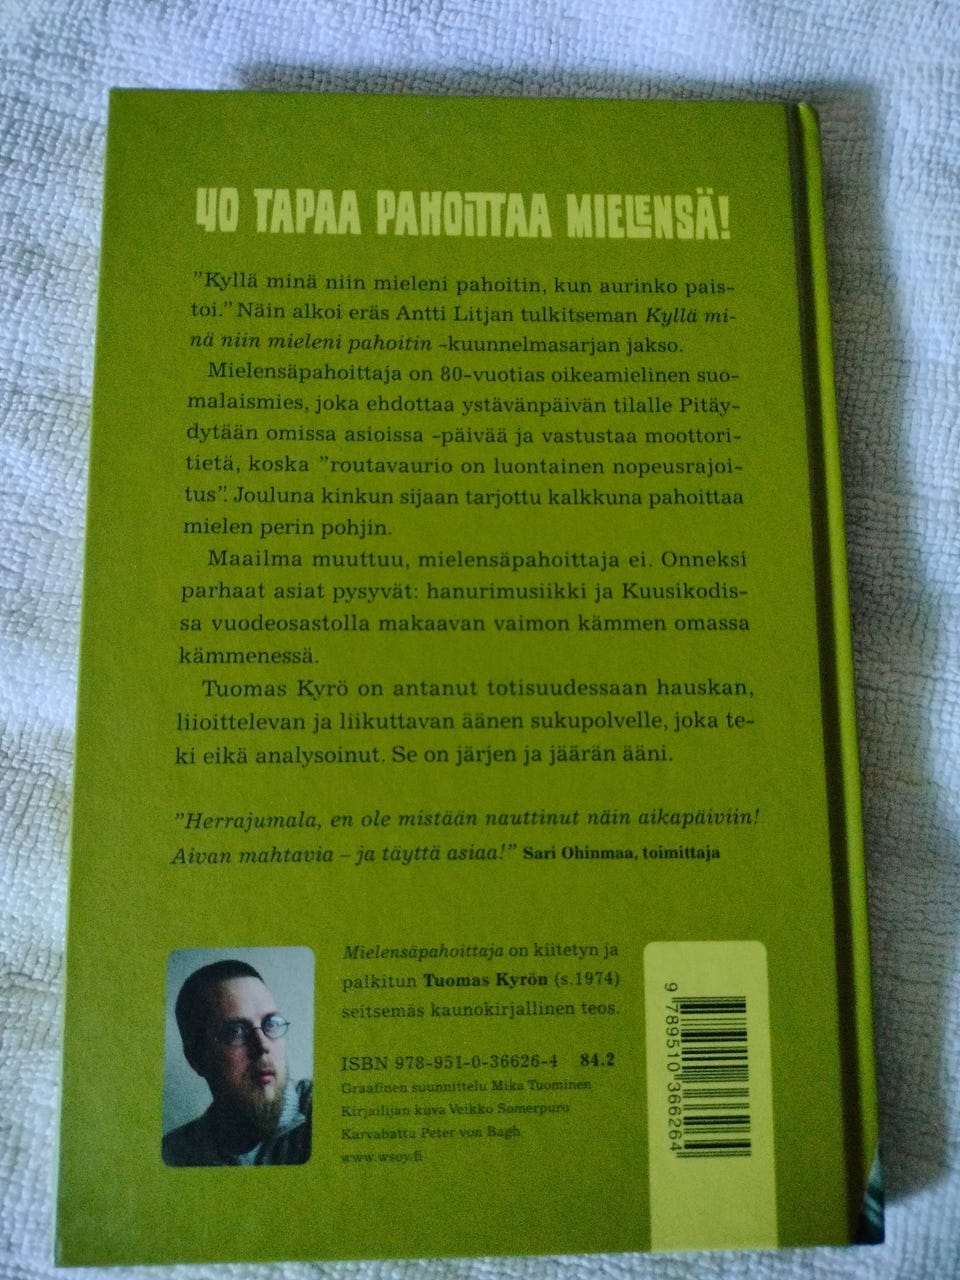 40 TAPAA PAHOITTAA MIELENSÄ!
”Kyllä minä niin mieleni pahoitin, kun aurinko pais-
toi.” Näin alkoi eräs Antti Litjan tulkitseman Kyllä mi-
nä niin mieleni pahoitin -kuunnelmasarjan jakso.
Mielensäpahoittaja on 80-vuotias oikeamielinen suo-
malaismies, joka ehdottaa ystävänpäivän tilalle Pitäy-
dytään omissa asioissa -päivää ja vastustaa moottori-
tietä, koska ”routavaurio on luontainen nopeusrajoi-
tus”. Jouluna kinkun sijaan tarjottu kalkkuna pahoittaa
mielen perin pohjin.
Maailma muuttuu, mielensäpahoittaja ei. Onneksi
parhaat asiat pysyvät: hanurimusiikki ja Kuusikodis-
sa vuodeosastolla makaavan vaimon kämmen omassa
kämmenessä.
Tuomas Kyrö on antanut totisuudessaan hauskan,
liioittelevan ja liikuttavan äänen sukupolvelle, joka te-
ki eikä analysoinut. Se on järjen ja jäärän ääni.
”Herrajumala, en ole mistään nauttinut näin aikapäiviin!
Aivan mahtavia – ja täyttä asiaa!” Sari Ohinmaa, toimittaja
Mielensäpahoittaja on kiitetyn ja
palkitun Tuomas Kyrön (s.1974)
seitsemäs kaunokirjallinen teos.
ISBN 978-951-0-36626-4 84.2
Graafinen suunnittelu Mika Tuominen
Kirjailijan kuva Veikko Somerpuro
Karvahattu Peter von Bagh
www.wsoy.fi
9 789510 366264